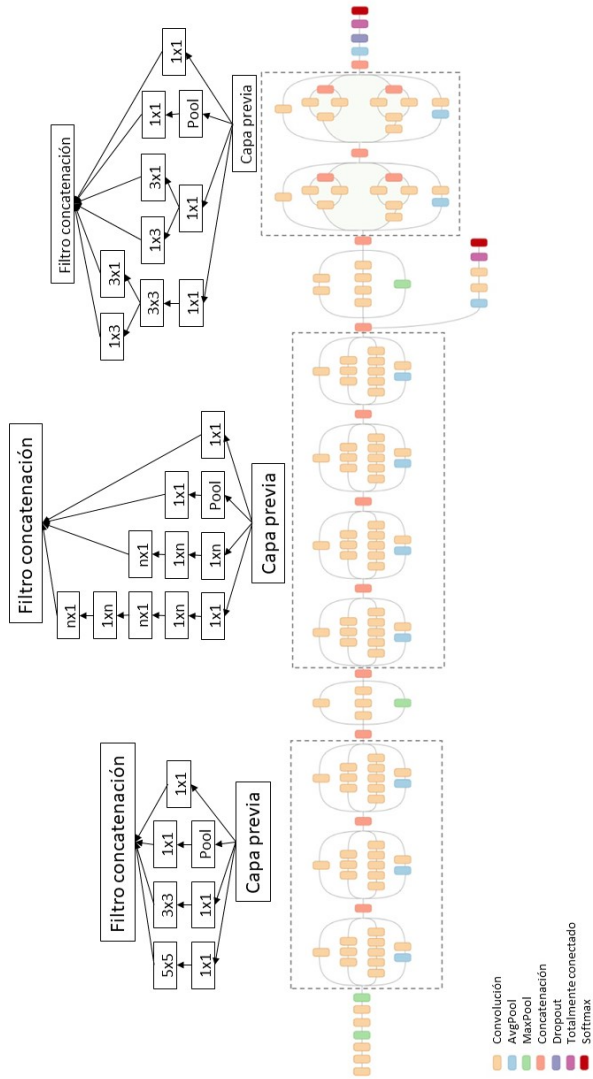 Filtro concatenación
5x5
3x3
1x1
1x1
1x1
1x1
Pool
Capa previa
Filtro concatenación
nx1
1xn
nx1
nx1
1xn
1xn
1x1
1x1
1xn
Pool
1x1
Capa previa
Filtro concatenación
1x3
3x1
3x3
1x3
3x1
1x1
1x1
1x1
1x1
Pool
Capa previa
Convolución
AvgPool
MaxPool
Concatenación
Dropout
Totalmente conectado
Softmax